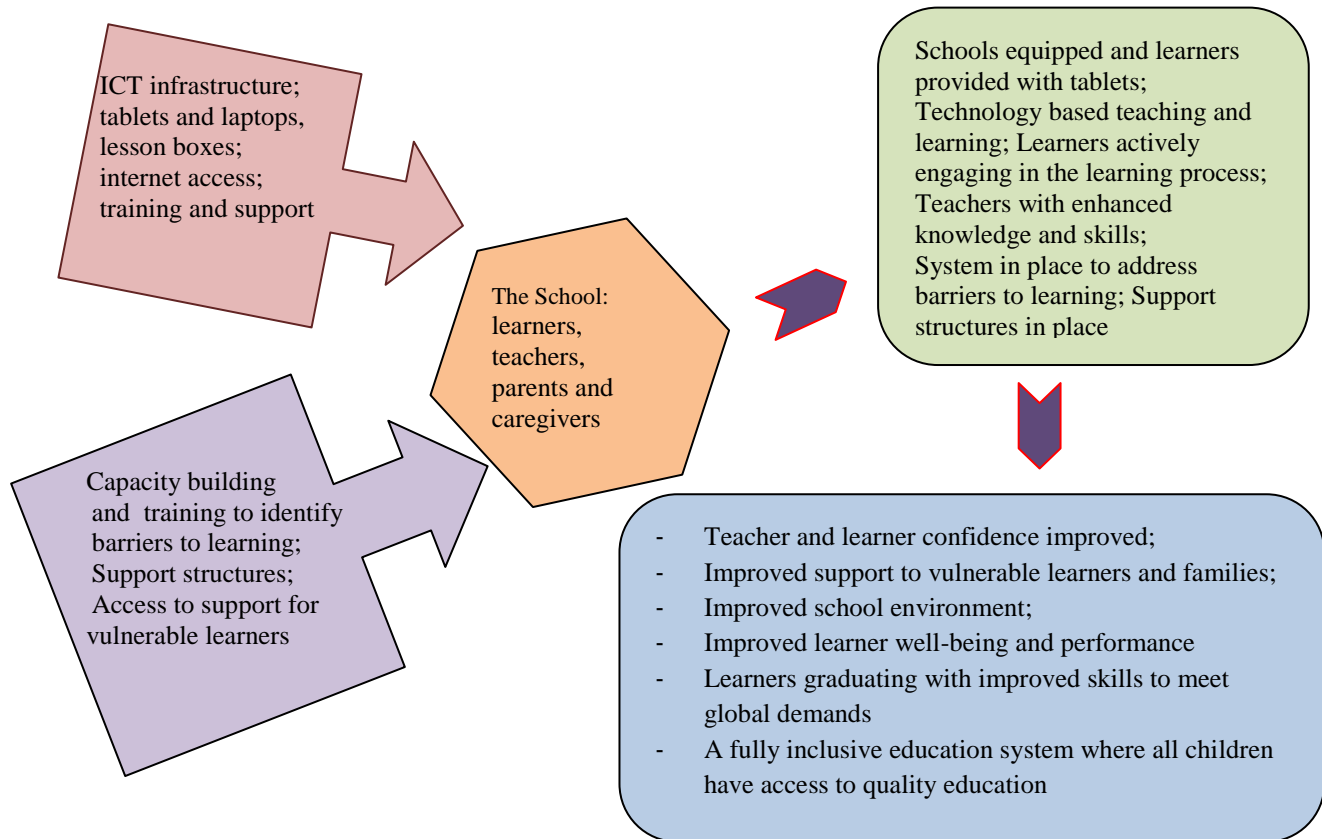 ICT infrastructure;
tablets and laptops,
lesson boxes;
internet access;
training and support
Capacity building
and training to identify
barriers to learning;
Support structures;
Access to support for
vulnerable learners
The School:
learners,
teachers,
parents and
caregivers
Schools equipped and learners
provided with tablets;
Technology based teaching and
learning; Learners actively
engaging in the learning process;
Teachers with enhanced
knowledge and skills;
System in place to address
barriers to learning; Support
structures in place
- Teacher and learner confidence improved;
- Improved support to vulnerable learners and families;
- Improved school environment;
- Improved learner well-being and performance
- Learners graduating with improved skills to meet
global demands
- A fully inclusive education system where all children
have access to quality education